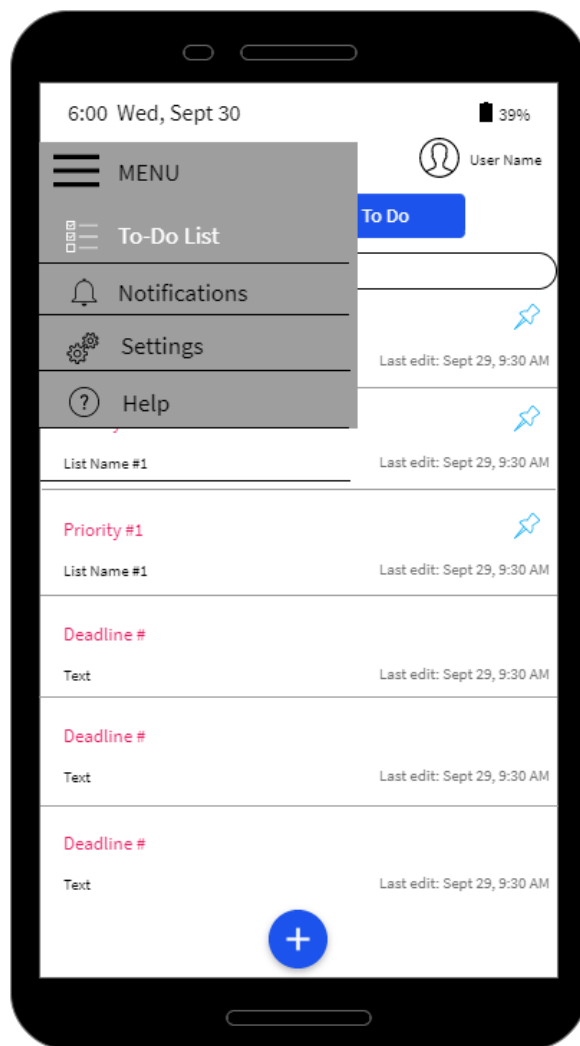 6:00 Wed, Sept 30
39%
MENU
User Name
To-Do List
To Do
Notifications
Settings
Last edit: Sept 29, 9:30 AM
? Help
List Name #1
Last edit: Sept 29, 9:30 AM
Priority #1
List Name #1
Last edit: Sept 29, 9:30 AM
Deadline #
Text
Last edit: Sept 29, 9:30 AM
Deadline #
Text
Last edit: Sept 29, 9:30 AM
Deadline #
Text
Last edit: Sept 29, 9:30 AM
+